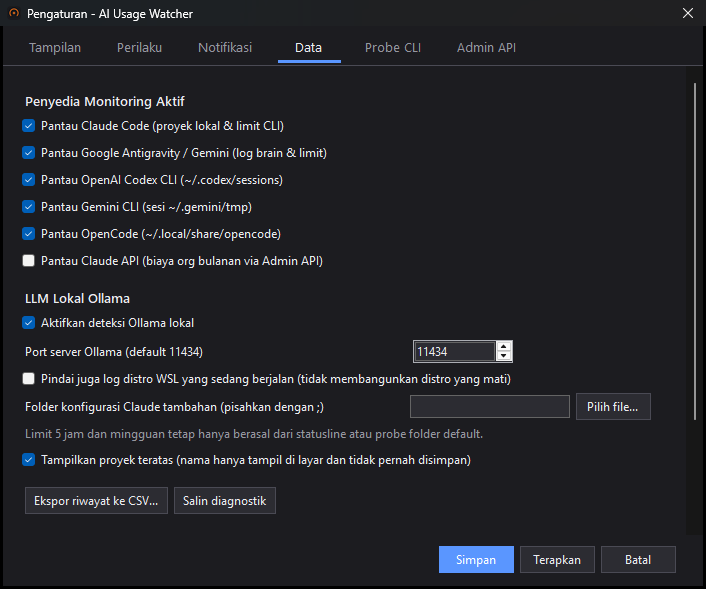 Pengaturan - AI Usage Watcher
Tampilan Perilaku Notifikasi Data Probe CLI Admin API
Penyedia Monitoring Aktif
Pantau Claude Code (proyek lokal & limit CLI)
Pantau Google Antigravity / Gemini (log brain & limit)
Pantau OpenAI Codex CLI (~/.codex/sessions)
Pantau Gemini CLI (sesi ~/.gemini/tmp)
Pantau OpenCode (~/.local/share/opencode)
Pantau Claude API (biaya org bulanan via Admin API)
LLM Lokal Ollama
Aktifkan deteksi Ollama lokal
Port server Ollama (default 11434) 11434
Pindai juga log distro WSL yang sedang berjalan (tidak membangunkan distro yang mati)
Folder konfigurasi Claude tambahan (pisahkan dengan ;) Pilih file...
Limit 5 jam dan mingguan tetap hanya berasal dari statusline atau probe folder default.
Tampilkan proyek teratas (nama hanya tampil di layar dan tidak pernah disimpan)
Ekspor riwayat ke CSV... Salin diagnostik
Simpan Terapkan Batal